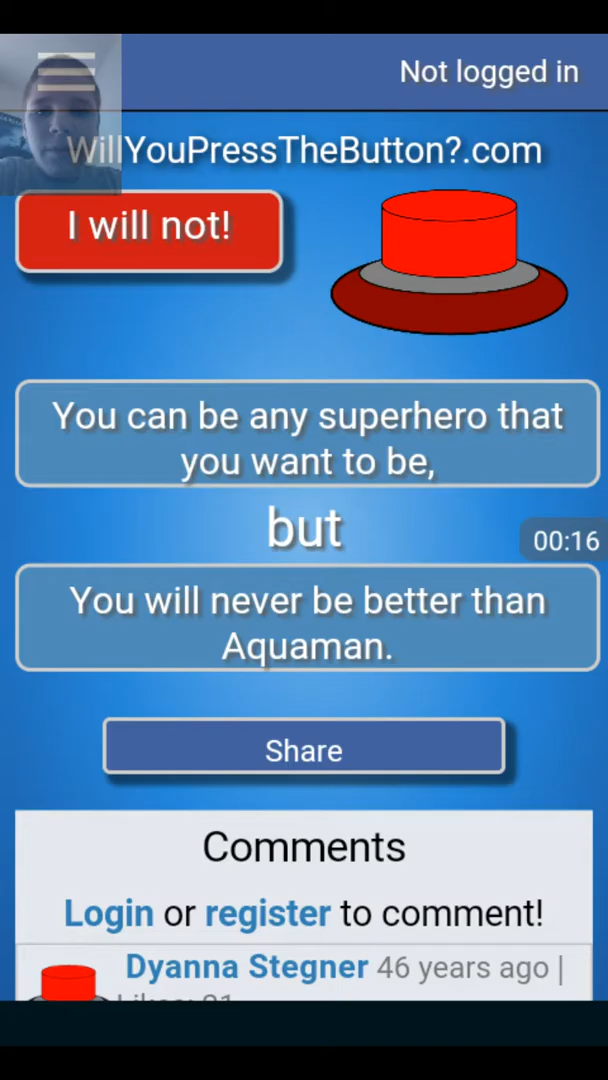 Not logged in
WillYouPressTheButton?.com
I will not!
You can be any superhero that
you want to be,
but
00:16
You will never be better than
Aquaman.
Share
Comments
Login or register to comment!
Dyanna Stegner 46 years ago |